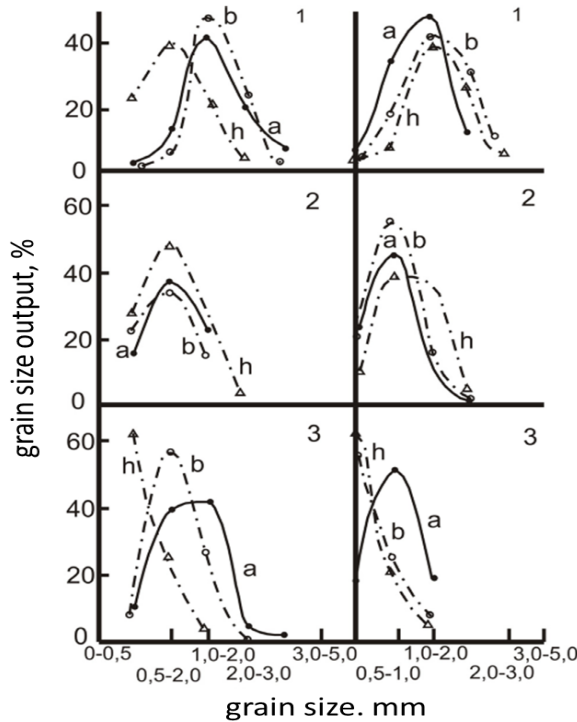 grain size output, %
40
20
0
1
b
a
h
1
a
b
h
60
40
20
0
2
a
b
h
2
a
b
h
60
40
20
0
3
h
b
a
3
h
b
a
0-0,5
0,5-2,0
1,0-2,0
2,0-3,0
3,0-5,0
0,5-1,0
1,0-2,0
2,0-3,0
3,0-5,0
grain size. mm